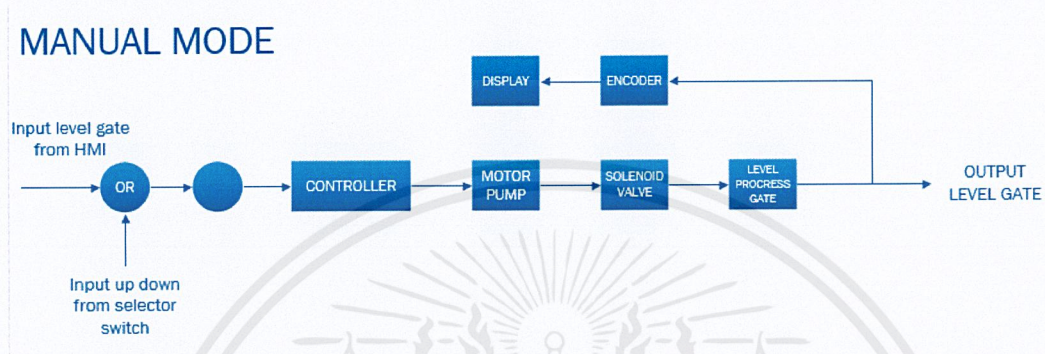 MANUAL MODE
DISPLAY
ENCODER
Input level gate
from HMI
OR
CONTROLLER
MOTOR
PUMP
SOLENOID
VALVE
LEVEL
PROCRESS
GATE
OUTPUT
LEVEL GATE
Input up down
from selector
switch